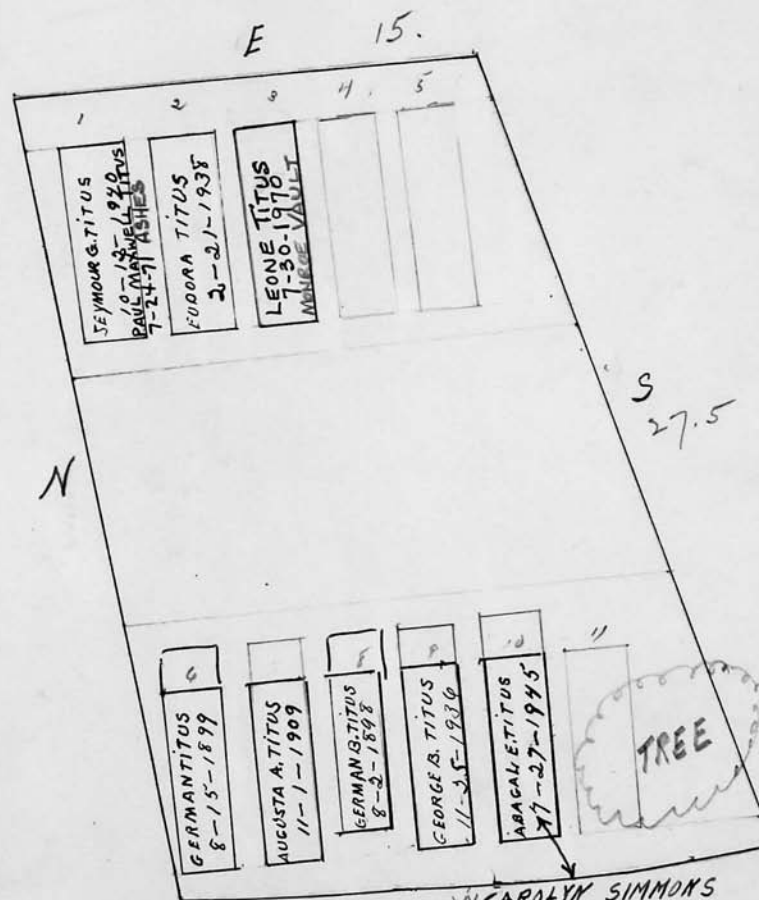 E 15.
1 2 3 4 5
SEYMOUR G. TITUS
10-12-1940
PAUL MAXWELL TITUS
7-24-71 ASHES
EUDORA TITUS
2-21-1938
LEONE TITUS
7-30-1970
MONROE VAULT
S
27.5
N
6 8 9 10 11
GERMAN TITUS
8-15-1899
AUGUSTA A. TITUS
11-1-1909
GERMAN B. TITUS
8-2-1898
GEORGE B. TITUS
11-25-1936
ABAGAL E. TITUS
7-27-1945
TREE
SIMMONS